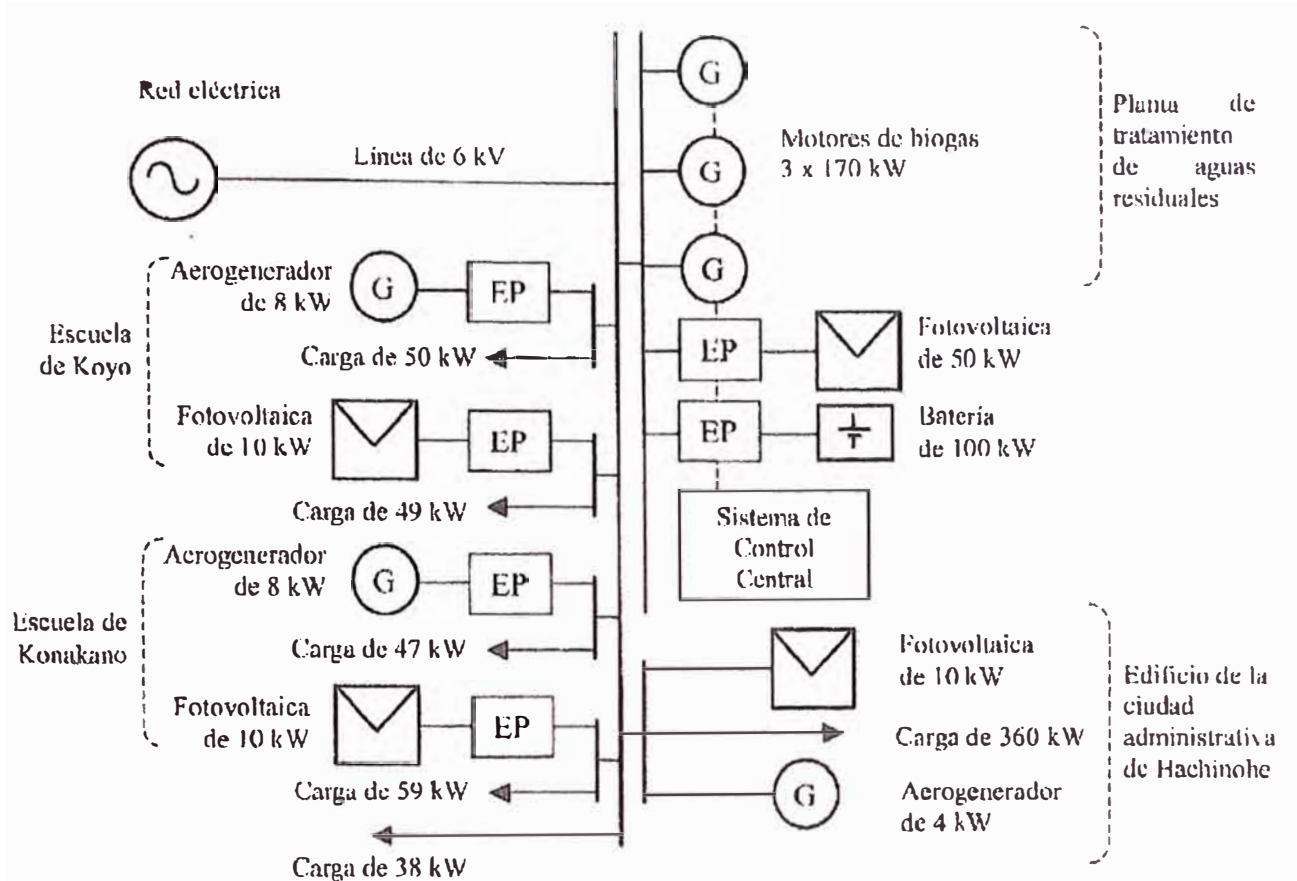 Red eléctrica
Línea de 6 kV
G
G
G
Motores de biogas
3 x 170 kW
Planta de
tratamiento
de aguas
residuales
Escuela
de Koyo
Aerogenerador
de 8 kW
G
EP
Carga de 50 kW
Fotovoltaica
de 10 kW
EP
Carga de 49 kW
EP
Fotovoltaica
de 50 kW
EP
Batería
de 100 kW
Sistema de
Control
Central
Escuela de
Konakano
Aerogenerador
de 8 kW
G
EP
Carga de 47 kW
Fotovoltaica
de 10 kW
EP
Carga de 59 kW
Carga de 38 kW
Fotovoltaica
de 10 kW
Carga de 360 kW
G
Aerogenerador
de 4 kW
Edificio de la
ciudad
administrativa
de Hachinohe